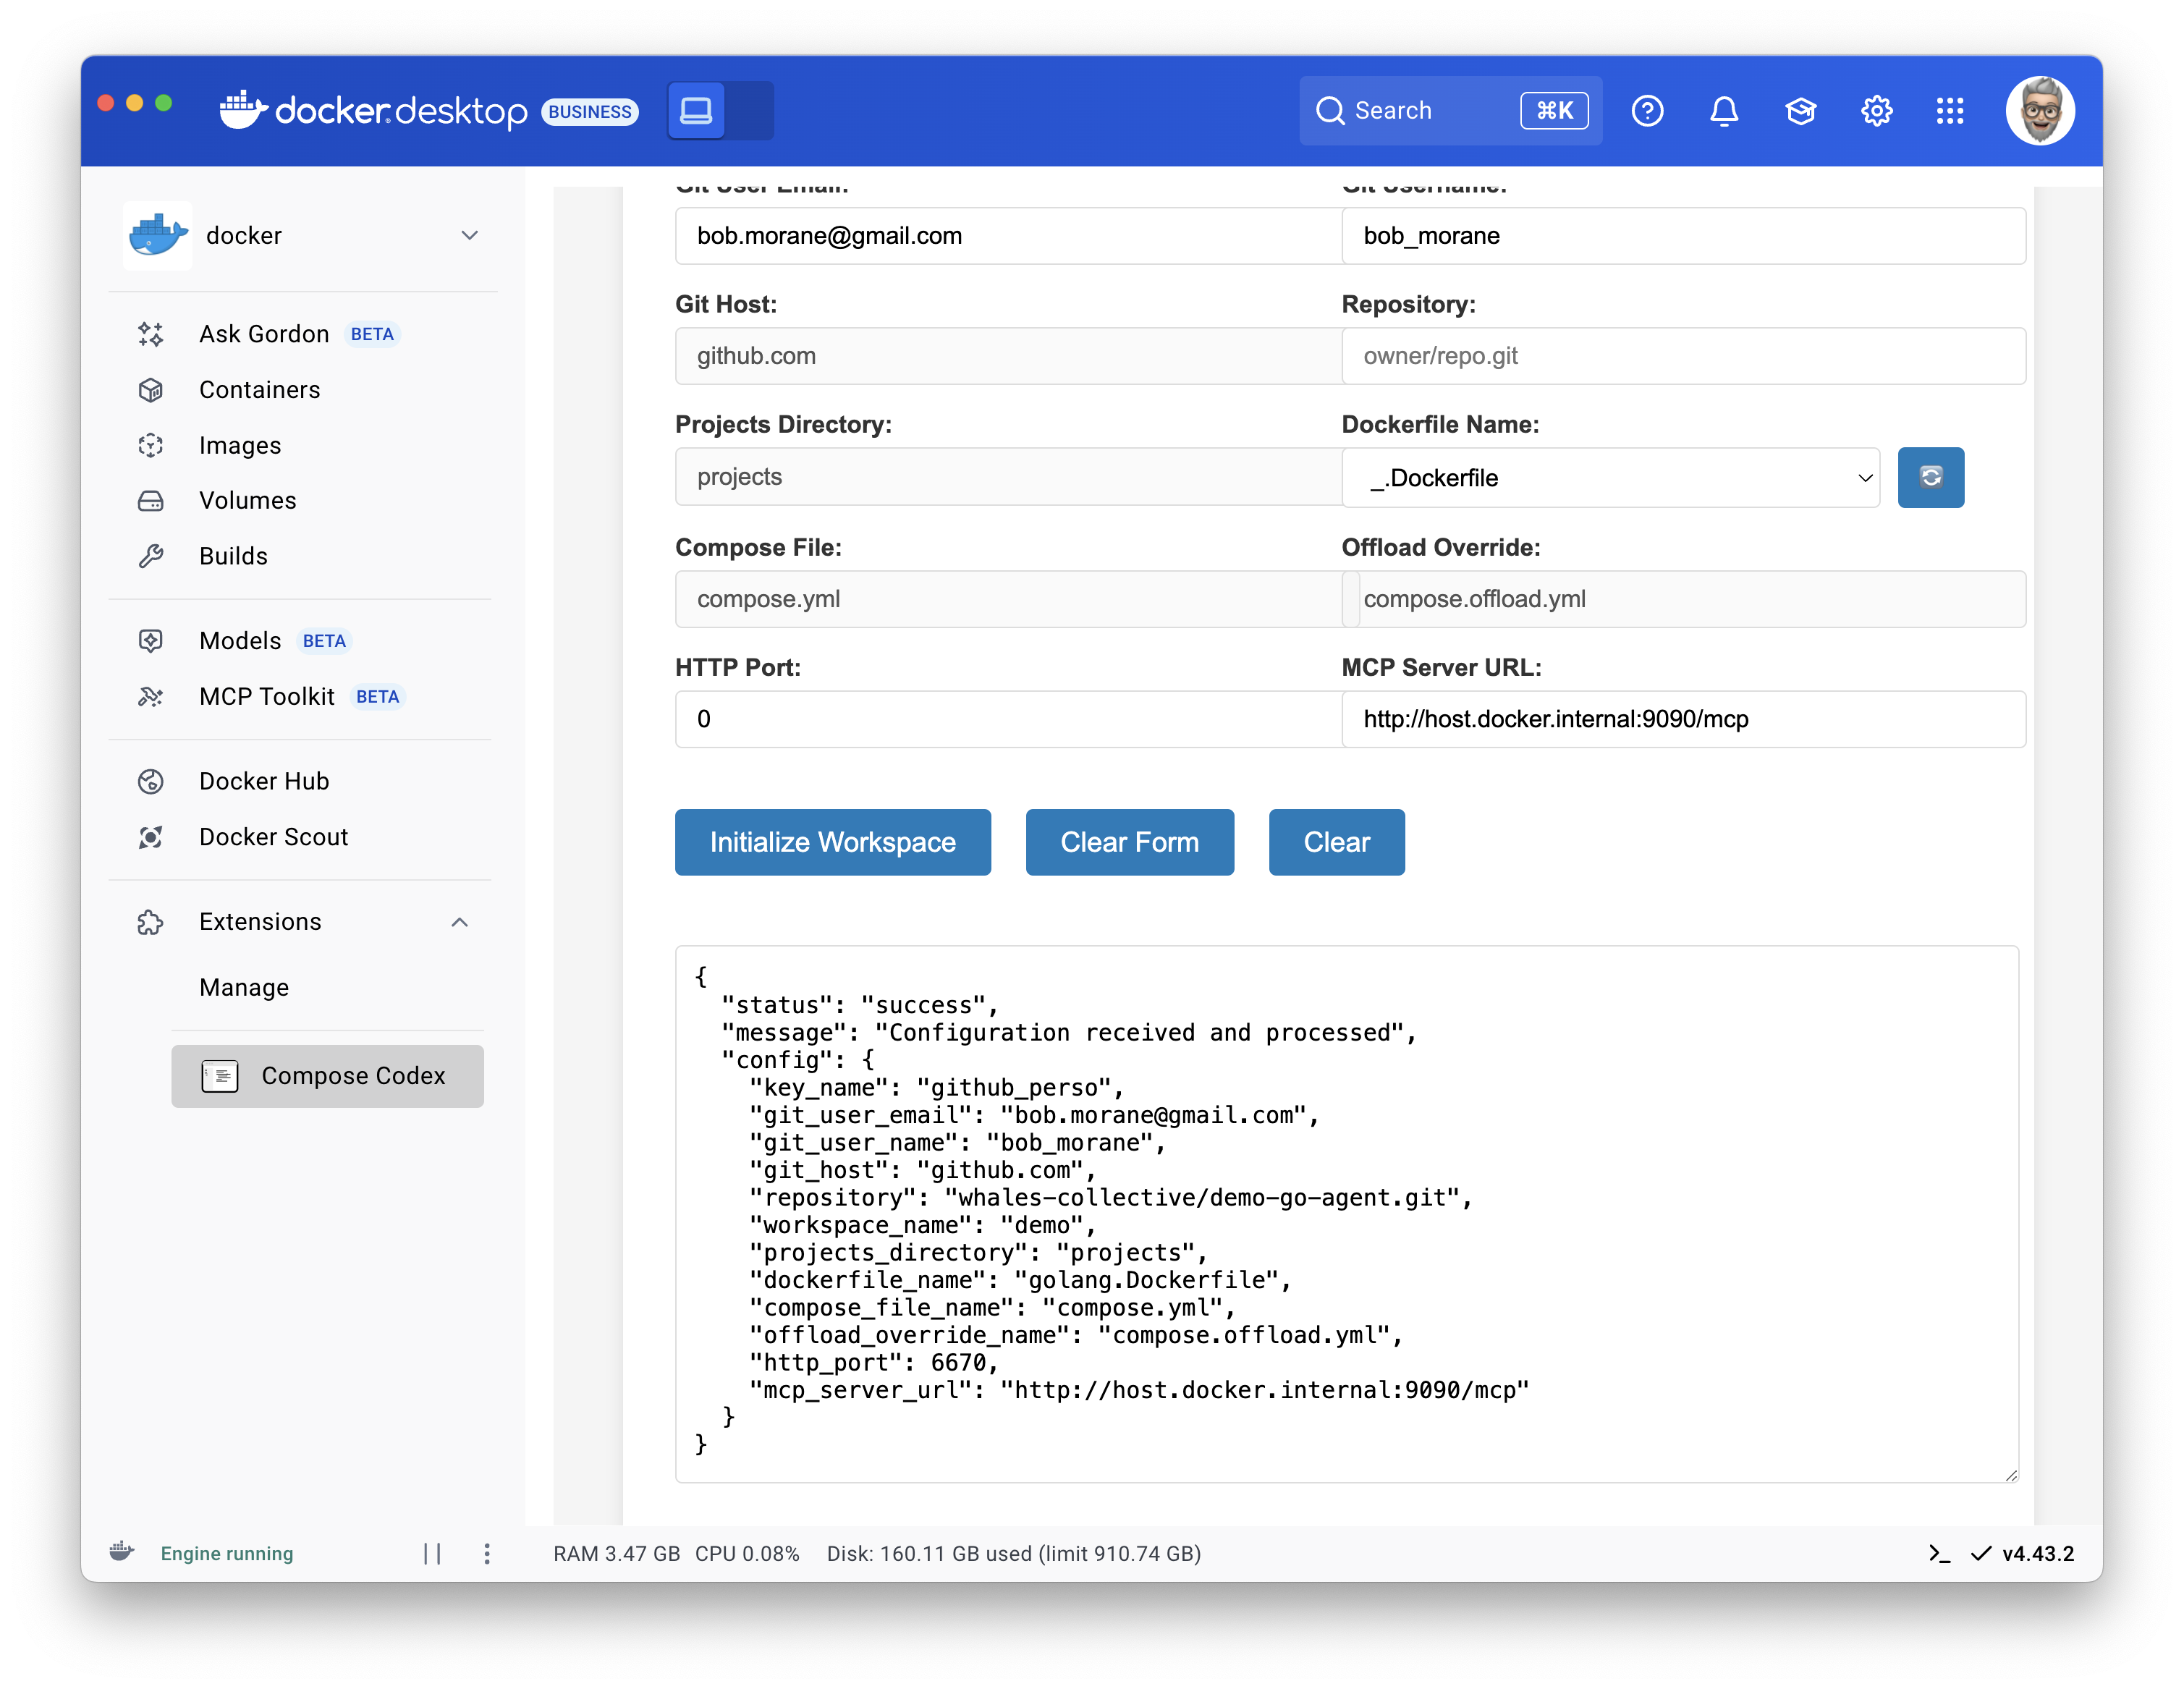 docker.desktop BUSINESS
Search ⌘K
docker
Ask Gordon BETA
Containers
Images
Volumes
Builds
Models BETA
MCP Toolkit BETA
Docker Hub
Docker Scout
Extensions
Manage
Compose Codex
Git User Email: Git Username:
bob.morane@gmail.com bob_morane
Git Host: Repository:
github.com owner/repo.git
Projects Directory: Dockerfile Name:
projects _.Dockerfile
Compose File: Offload Override:
compose.yml compose.offload.yml
HTTP Port: MCP Server URL:
0 http://host.docker.internal:9090/mcp
Initialize Workspace Clear Form Clear
{
  "status": "success",
  "message": "Configuration received and processed",
  "config": {
    "key_name": "github_perso",
    "git_user_email": "bob.morane@gmail.com",
    "git_user_name": "bob_morane",
    "git_host": "github.com",
    "repository": "whales-collective/demo-go-agent.git",
    "workspace_name": "demo",
    "projects_directory": "projects",
    "dockerfile_name": "golang.Dockerfile",
    "compose_file_name": "compose.yml",
    "offload_override_name": "compose.offload.yml",
    "http_port": 6670,
    "mcp_server_url": "http://host.docker.internal:9090/mcp"
  }
}
Engine running RAM 3.47 GB CPU 0.08% Disk: 160.11 GB used (limit 910.74 GB) v4.43.2